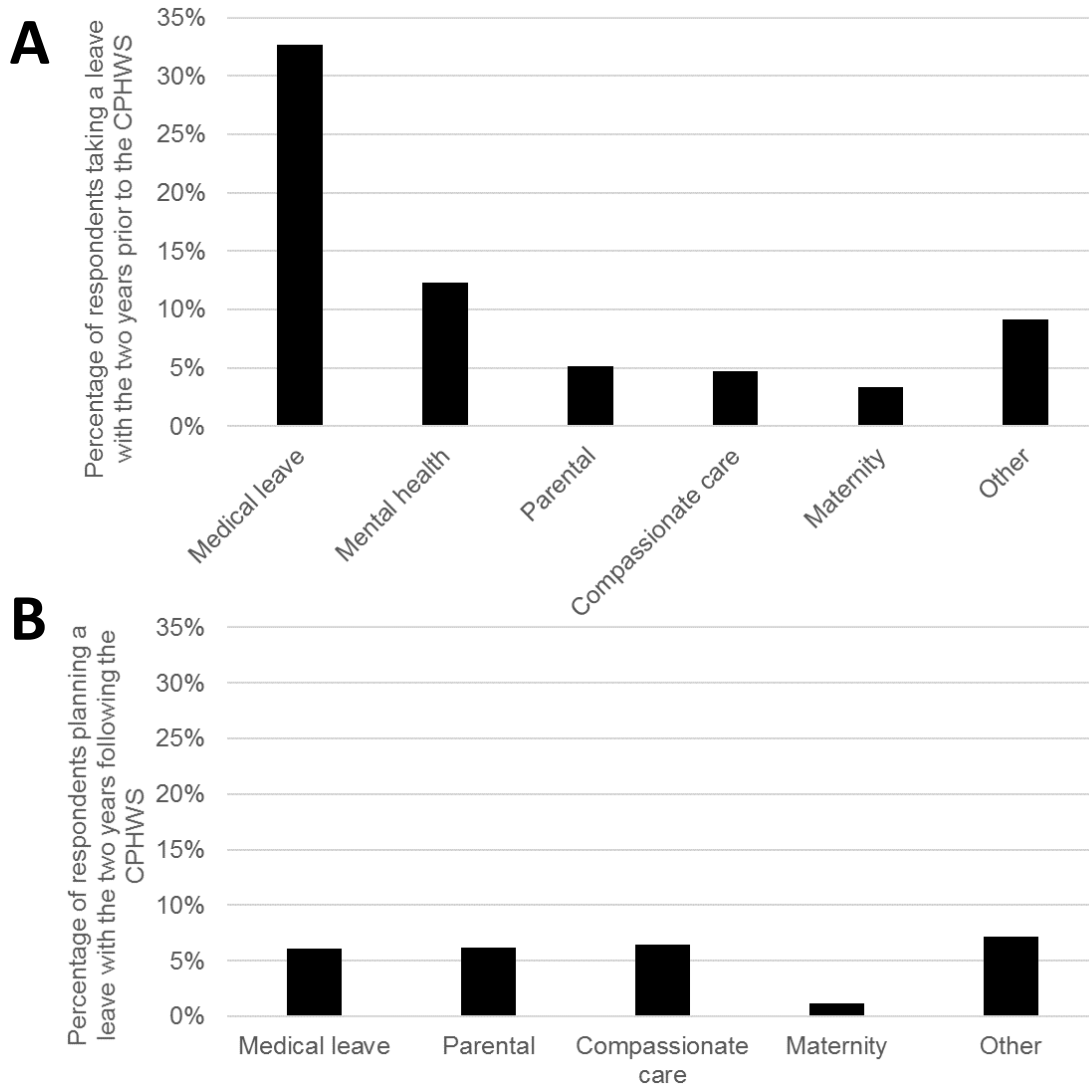 A
Percentage of respondents taking a leave
with the two years prior to the CPHWS
35%
30%
25%
20%
15%
10%
5%
0%
Medical leave
Mental health
Parental
Compassionate care
Maternity
Other
B
Percentage of respondents planning a
leave with the two years following the
CPHWS
35%
30%
25%
20%
15%
10%
5%
0%
Medical leave
Parental
Compassionate
care
Maternity
Other